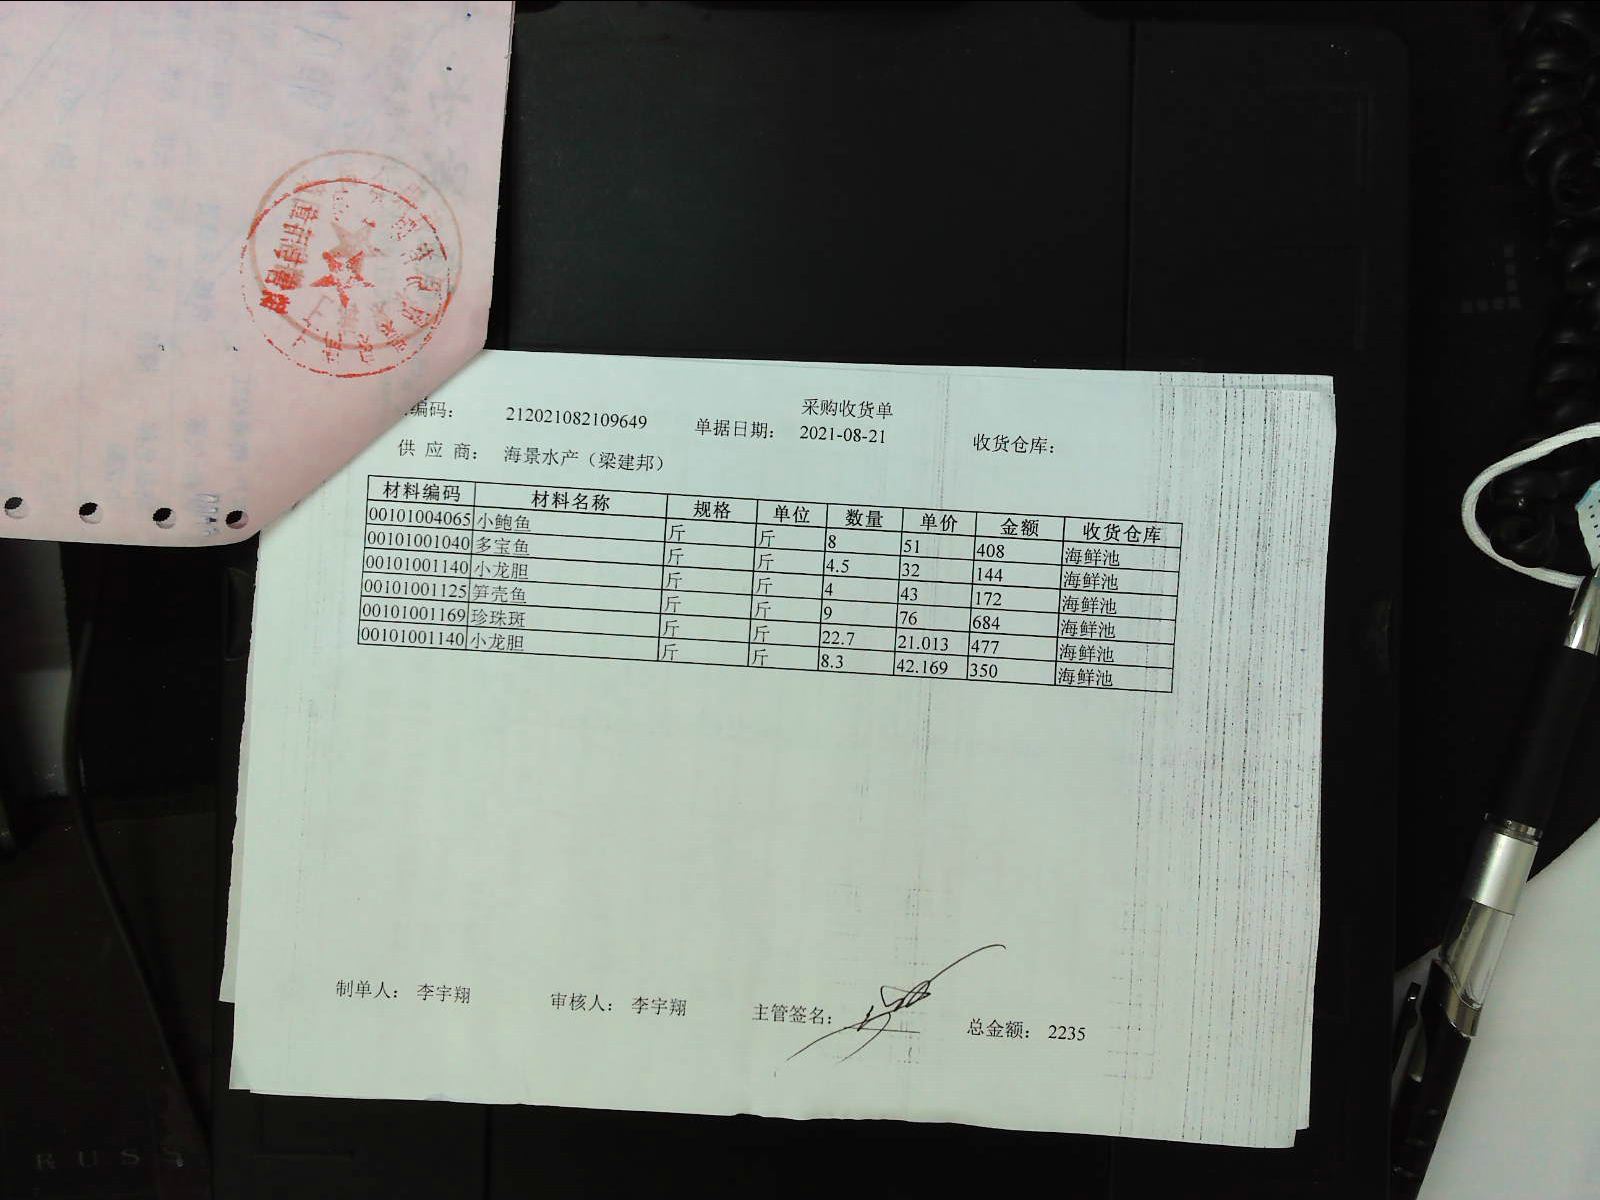 采购收货单
编码： 212021082109649 单据日期： 2021-08-21 收货仓库：
供 应 商： 海景水产（梁建邦）
材料编码 材料名称 规格 单位 数量 单价 金额 收货仓库
00101004065 小鲍鱼 斤 斤 8 51 408 海鲜池
00101001040 多宝鱼 斤 斤 4.5 32 144 海鲜池
00101001140 小龙胆 斤 斤 4 43 172 海鲜池
00101001125 笋壳鱼 斤 斤 9 76 684 海鲜池
00101001169 珍珠斑 斤 斤 22.7 21.013 477 海鲜池
00101001140 小龙胆 斤 斤 8.3 42.169 350 海鲜池
制单人： 李宇翔 审核人： 李宇翔 主管签名： 总金额： 2235
RUSS